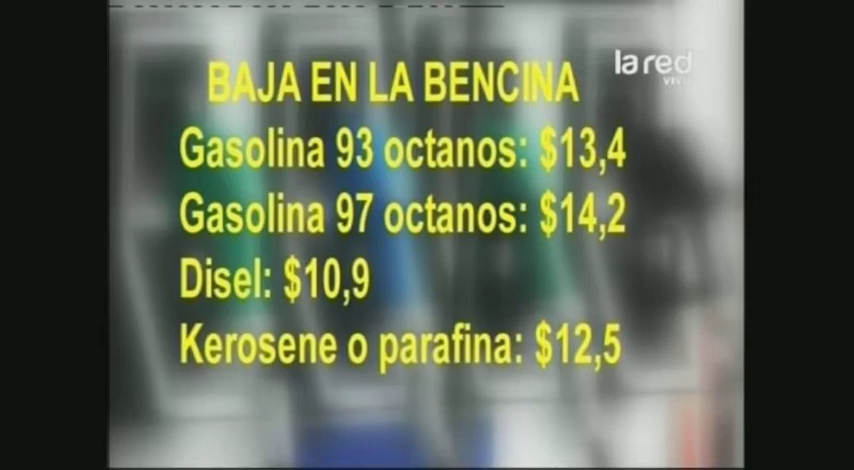 la red
VIVO
BAJA EN LA BENCINA
Gasolina 93 octanos: $13,4
Gasolina 97 octanos: $14,2
Disel: $10,9
Kerosene o parafina: $12,5